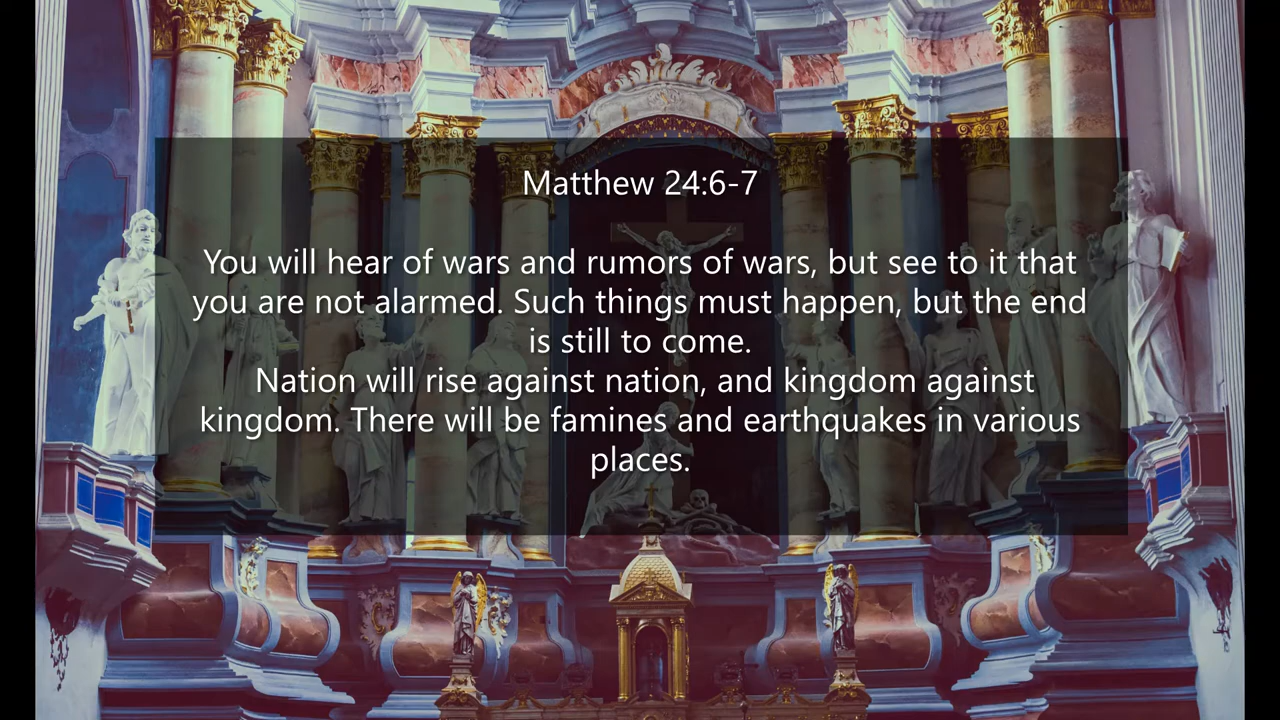 Matthew 24:6-7
You will hear of wars and rumors of wars, but see to it that
you are not alarmed. Such things must happen, but the end
is still to come.
Nation will rise against nation, and kingdom against
kingdom. There will be famines and earthquakes in various
places.